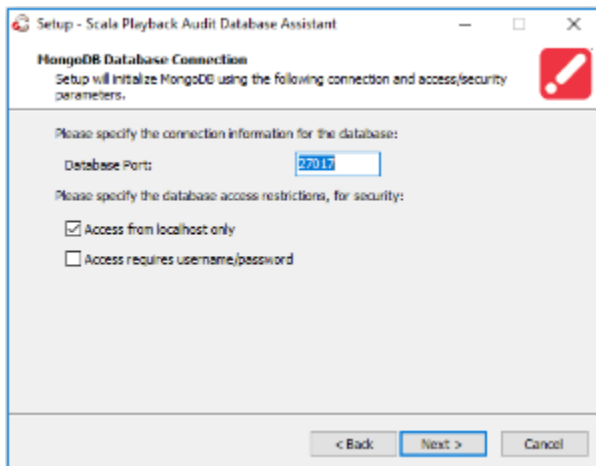 Setup - Scala Playback Audit Database Assistant
MongoDB Database Connection
Setup will initialize MongoDB using the following connection and access/security
parameters.
Please specify the connection information for the database:
Database Port: 27017
Please specify the database access restrictions, for security:
Access from localhost only
Access requires username/password
< Back Next > Cancel